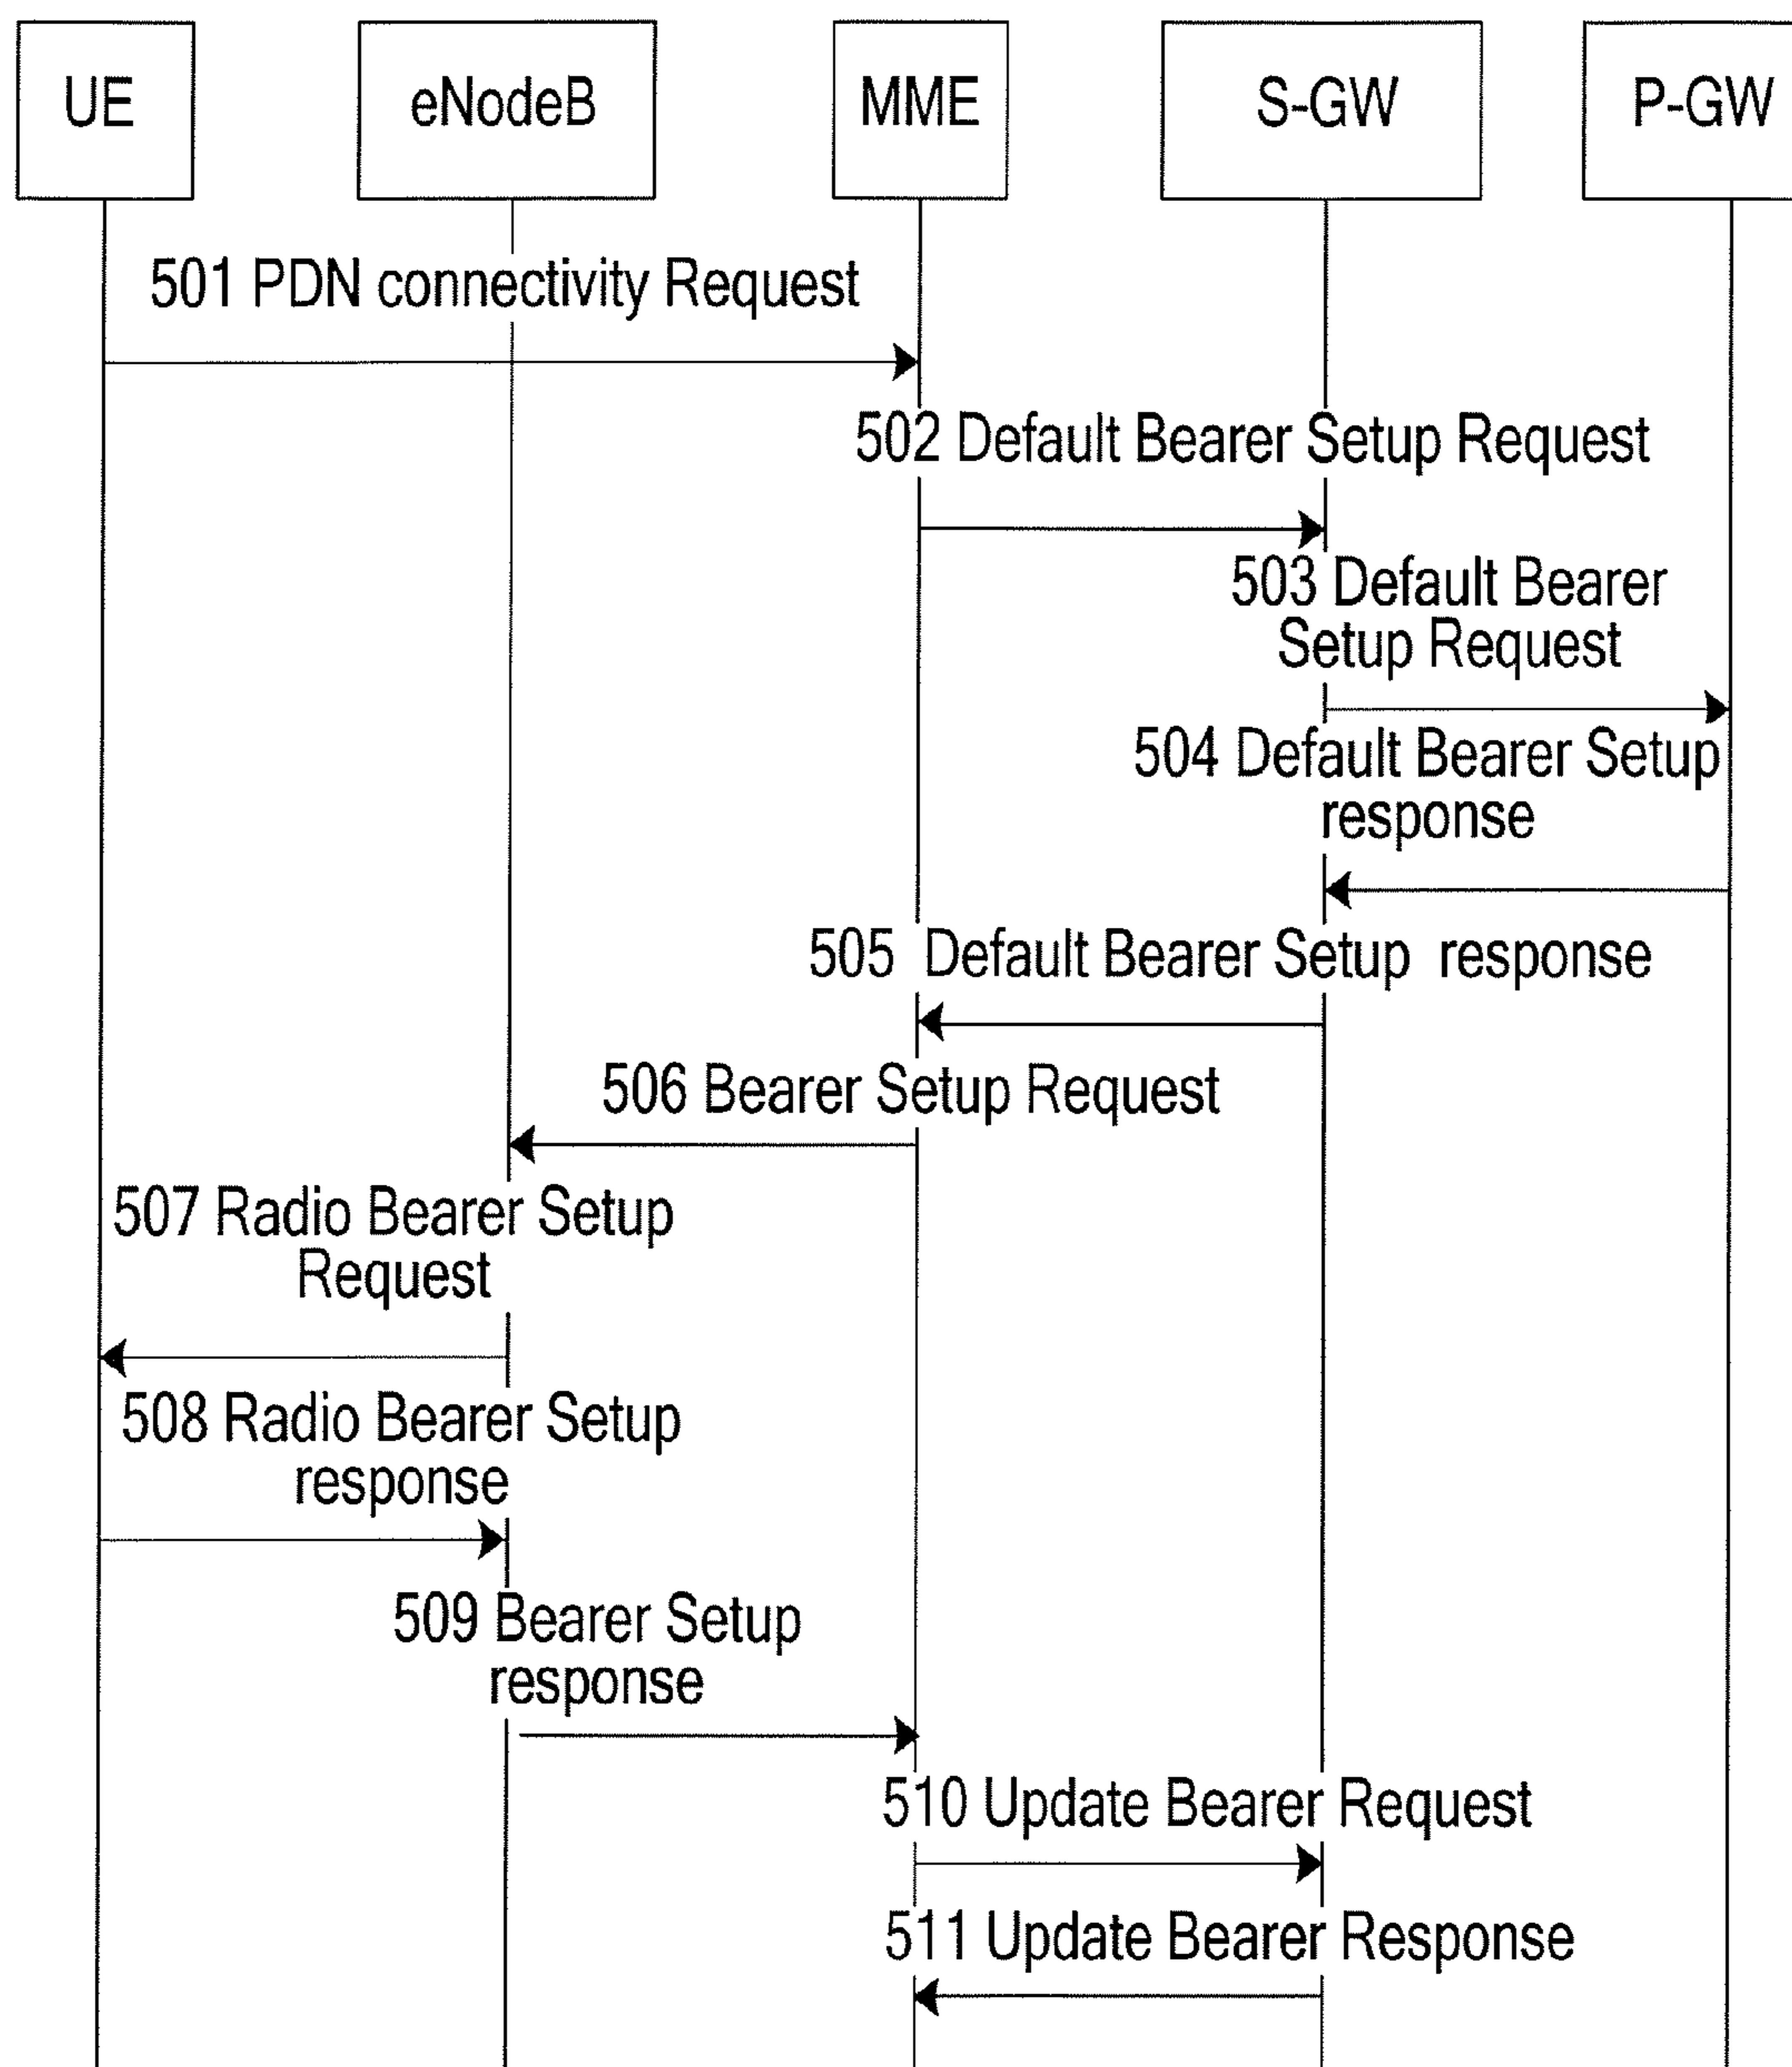 UE
eNodeB
MME
S-GW
P-GW
501 PDN connectivity Request
502 Default Bearer Setup Request
503 Default Bearer
Setup Request
504 Default Bearer Setup
response
505 Default Bearer Setup response
506 Bearer Setup Request
507 Radio Bearer Setup
Request
508 Radio Bearer Setup
response
509 Bearer Setup
response
510 Update Bearer Request
511 Update Bearer Response